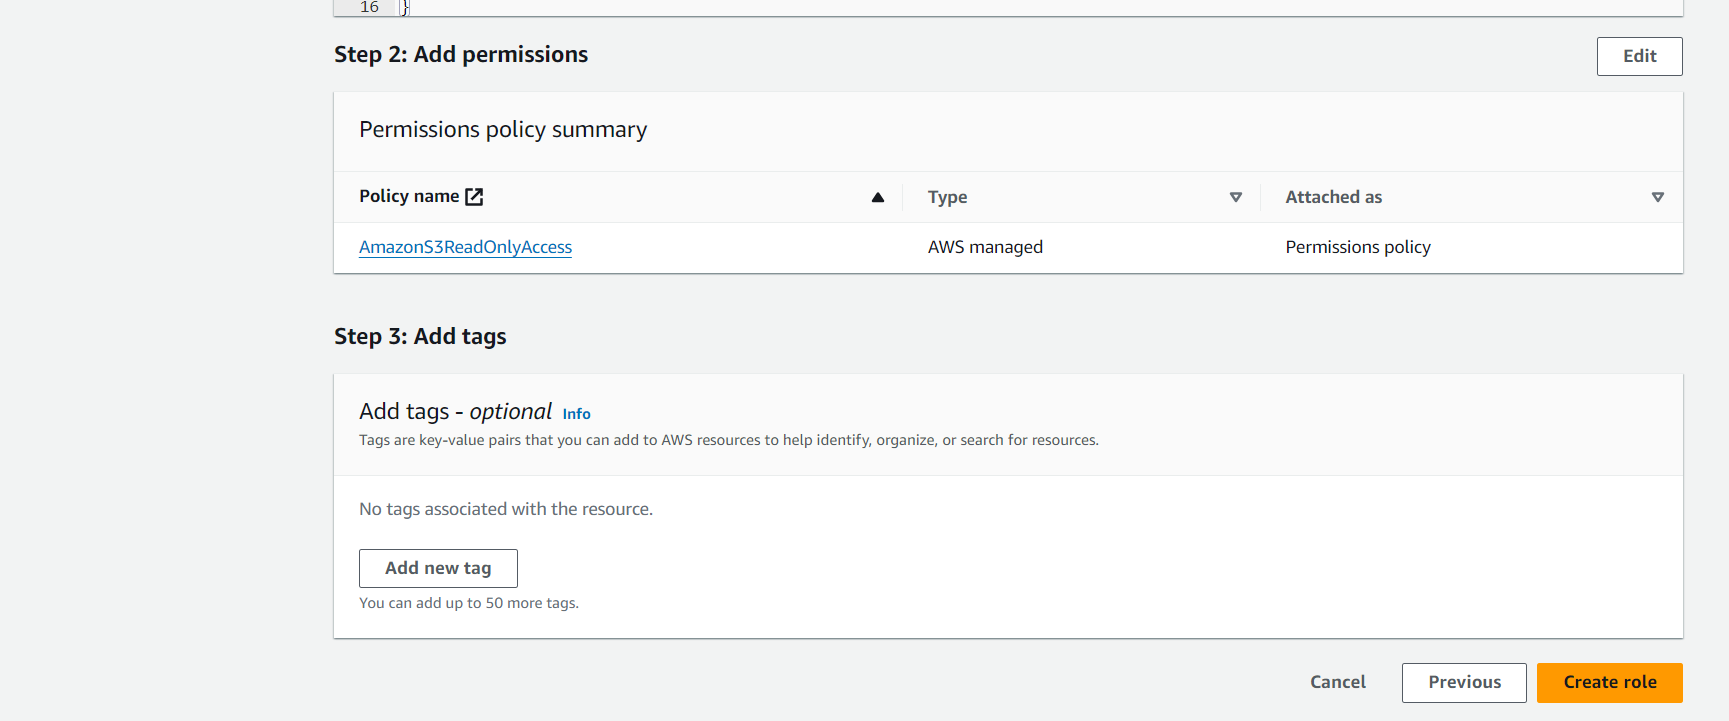 16 }
Step 2: Add permissions
Edit
Permissions policy summary
Policy name Type Attached as
AmazonS3ReadOnlyAccess AWS managed Permissions policy
Step 3: Add tags
Add tags - optional Info
Tags are key-value pairs that you can add to AWS resources to help identify, organize, or search for resources.
No tags associated with the resource.
Add new tag
You can add up to 50 more tags.
Cancel Previous Create role